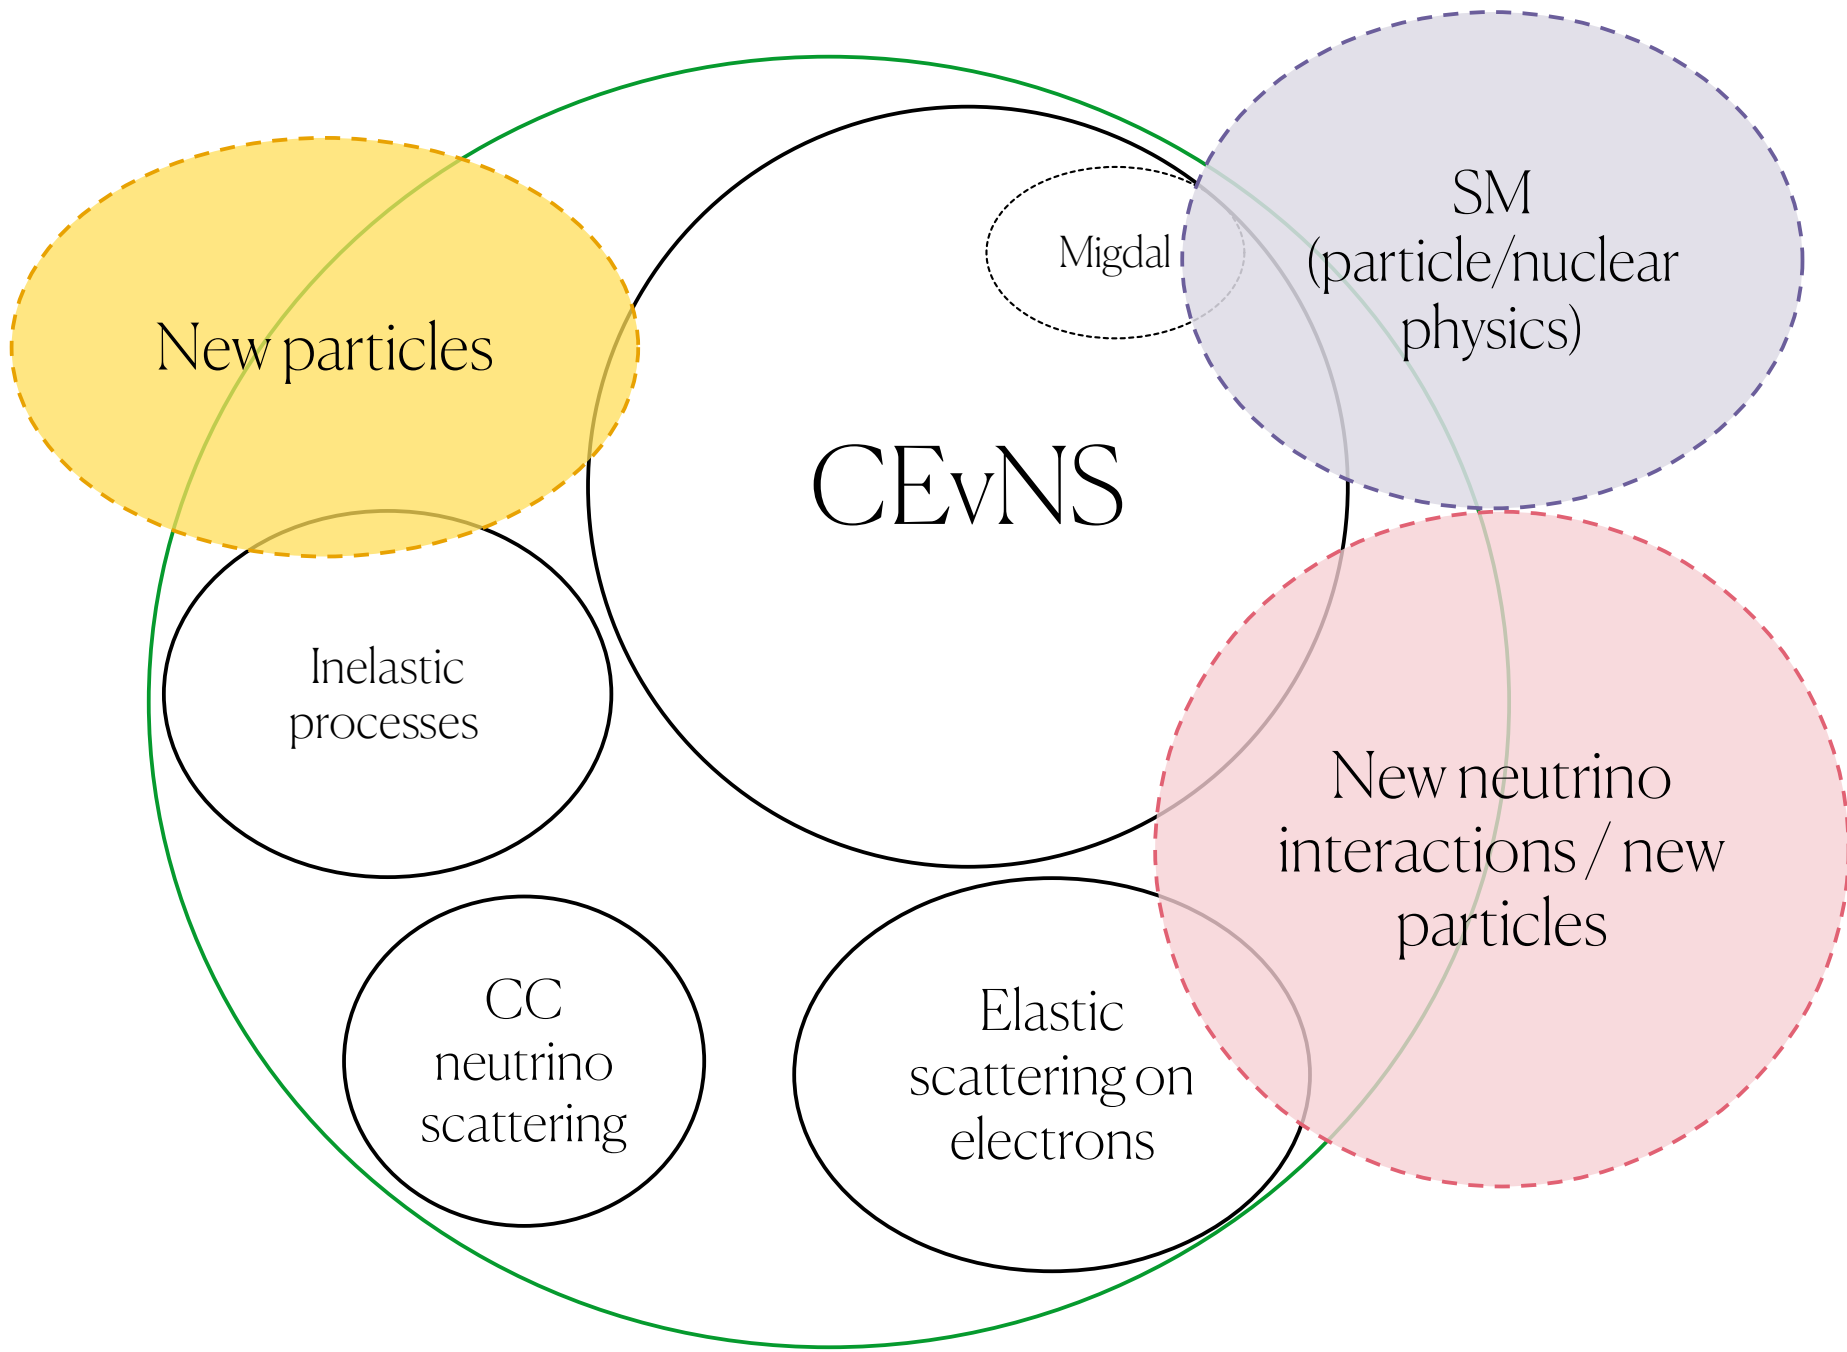 SM
(particle/nuclear
physics)
Migdal
New particles
CEvNS
Inelastic
processes
New neutrino
interactions / new
particles
CC
neutrino
scattering
Elastic
scattering on
electrons